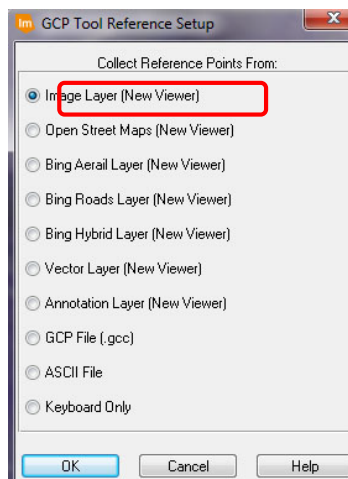 Im GCP Tool Reference Setup
Collect Reference Points From:
Image Layer (New Viewer)
Open Street Maps (New Viewer)
Bing Aerail Layer (New Viewer)
Bing Roads Layer (New Viewer)
Bing Hybrid Layer (New Viewer)
Vector Layer (New Viewer)
Annotation Layer (New Viewer)
GCP File (.gcc)
ASCII File
Keyboard Only
OK Cancel Help